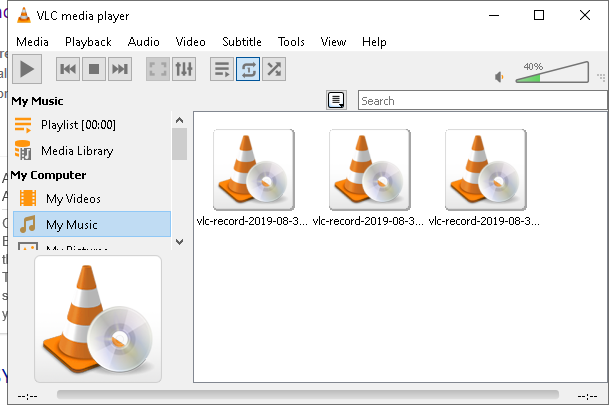 VLC media player
Media Playback Audio Video Subtitle Tools View Help
40%
My Music
Search
Playlist [00:00]
Media Library
My Computer
My Videos
My Music
My Pictures
vlc-record-2019-08-3... vlc-record-2019-08-3... vlc-record-2019-08-3...
--:-- --:--